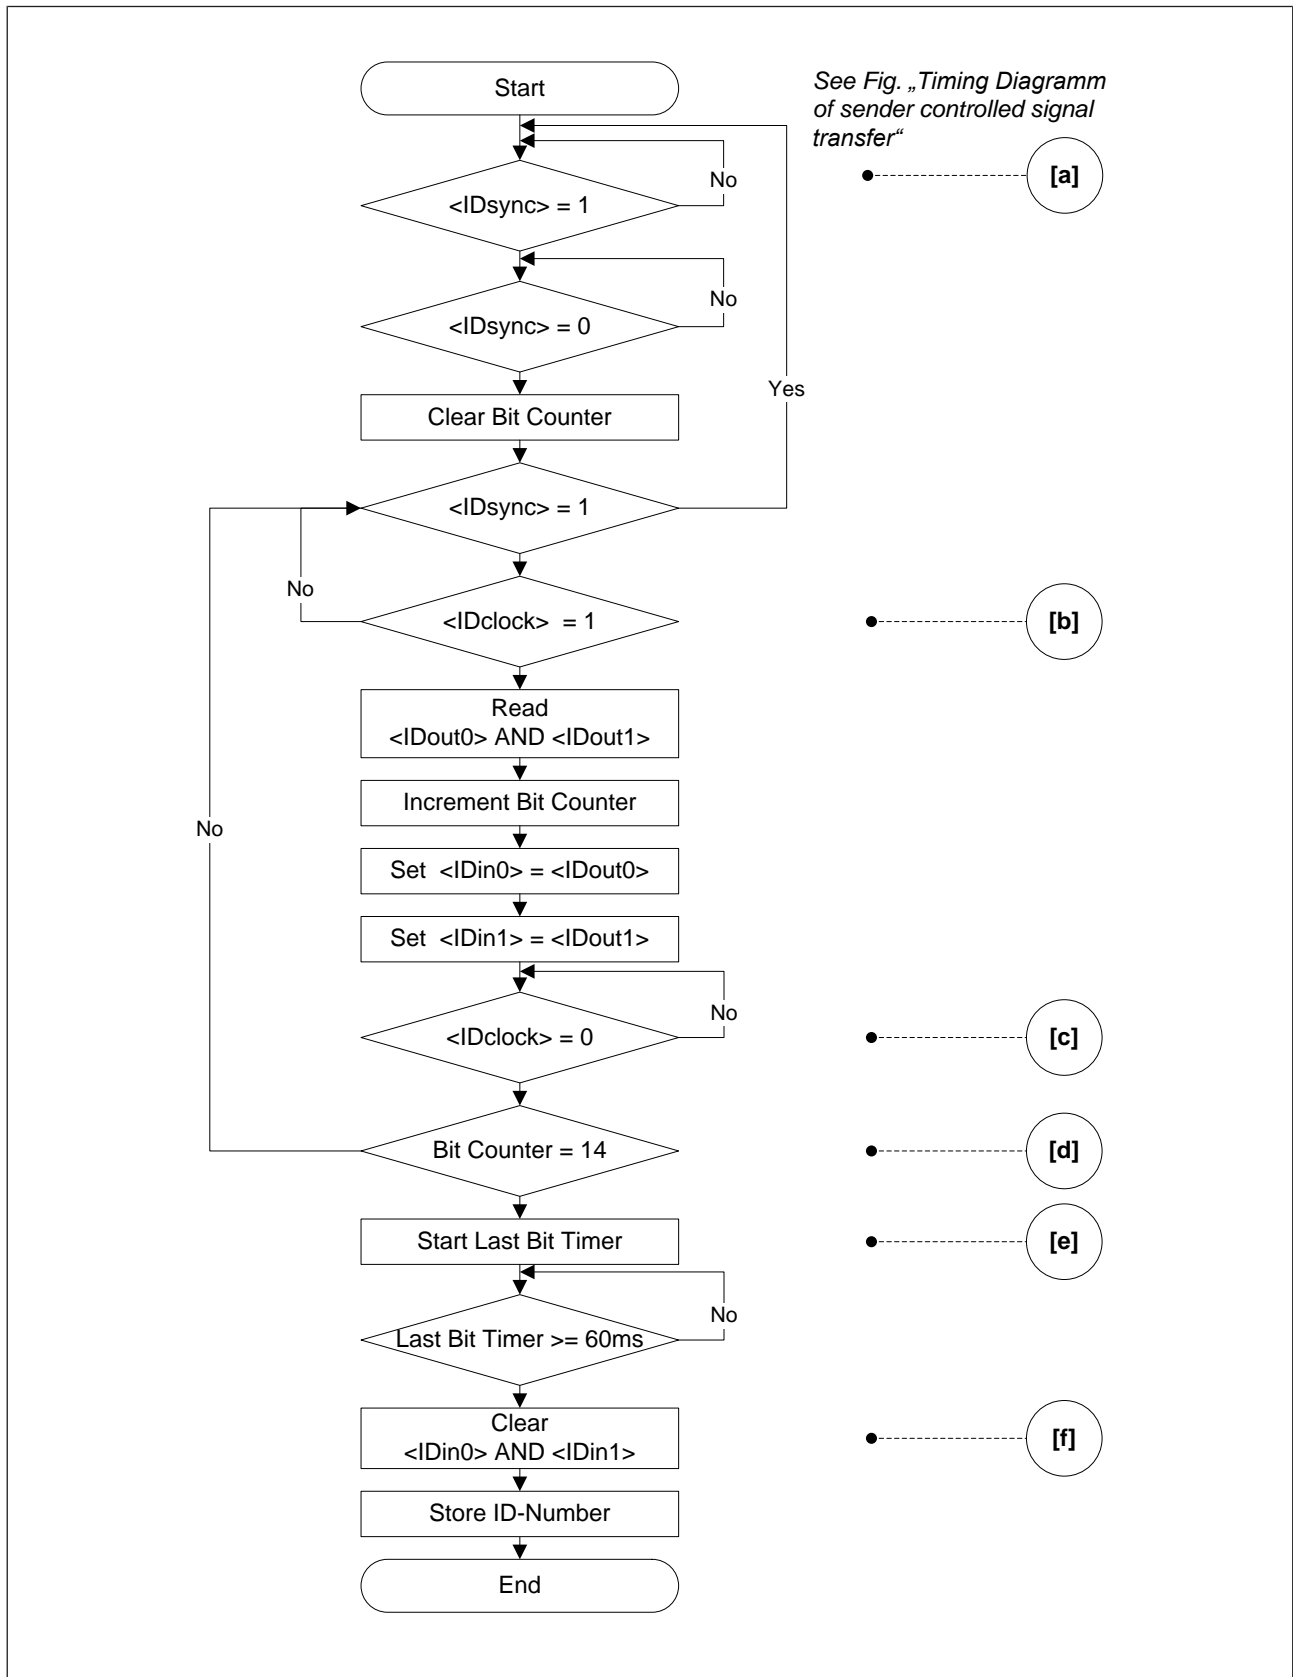 Start
See Fig. „Timing Diagramm
of sender controlled signal
transfer“
[a]
No
<IDsync> = 1
No
<IDsync> = 0
Yes
Clear Bit Counter
<IDsync> = 1
No
<IDclock> = 1
[b]
Read
<IDout0> AND <IDout1>
Increment Bit Counter
No
Set <IDin0> = <IDout0>
Set <IDin1> = <IDout1>
No
<IDclock> = 0
[c]
Bit Counter = 14
[d]
Start Last Bit Timer
[e]
No
Last Bit Timer >= 60ms
Clear
<IDin0> AND <IDin1>
[f]
Store ID-Number
End